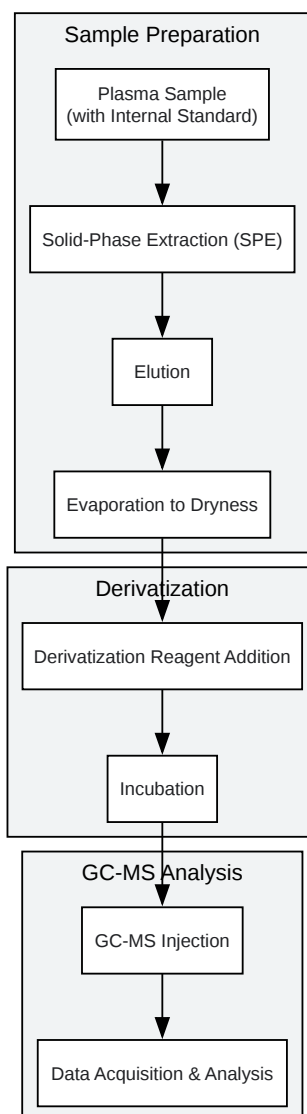 Sample Preparation
Plasma Sample
(with Internal Standard)
Solid-Phase Extraction (SPE)
Elution
Evaporation to Dryness
Derivatization
Derivatization Reagent Addition
Incubation
GC-MS Analysis
GC-MS Injection
Data Acquisition & Analysis